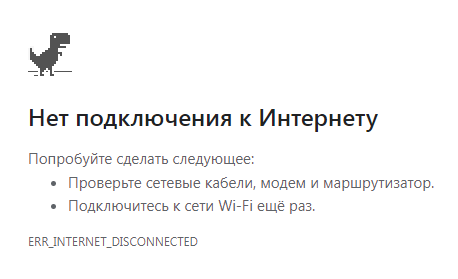 Нет подключения к Интернету
Попробуйте сделать следующее:
• Проверьте сетевые кабели, модем и маршрутизатор.
• Подключитесь к сети Wi-Fi ещё раз.
ERR_INTERNET_DISCONNECTED